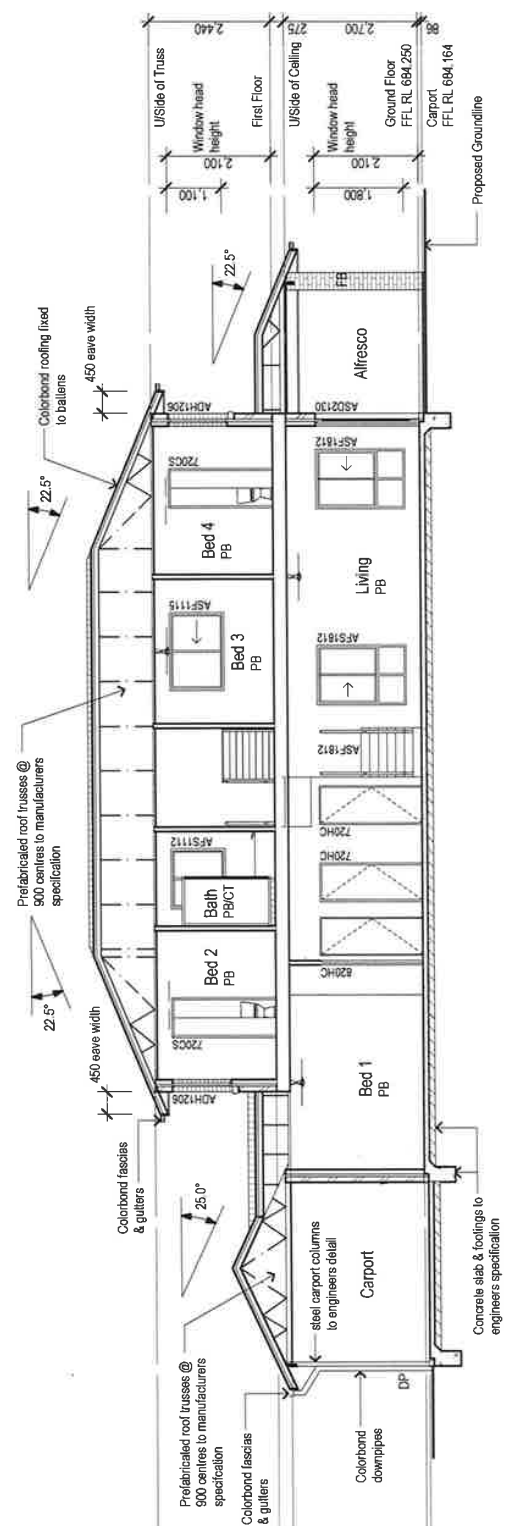 2,440
275
2,700
86
U/Side of Truss
First Floor
U/Side of Ceiling
Ground Floor
FFL RL 684.250
Carport
FFL RL 684.164
Window head
height
2,100
1,100
Window head
height
2,100
1,800
Proposed Groundline
Colorbond roofing fixed
to battens
450 eave width
22.5°
22.5°
Prefabricated roof trusses @
900 centres to manufacturers
specification
22.5°
450 eave width
Colorbond fascias
& gutters
25.0°
Prefabricated roof trusses @
900 centres to manufacturers
specifcation
Colorbond fascias
& gutters
ADH1206
720CS
Bed 2
PB
Bath
PB/CT
AFS1112
Bed 3
PB
ASF1115
Bed 4
PB
720CS
ADH1206
Carport
steel carport columns
to engineers detail
DP
Colorbond
downpipes
Bed 1
PB
820HC
720HC
720HC
ASF1812
AFS1812
Living
PB
ASF1812
ASD2130
Alfresco
FB
Concrete slab & footings to
engineers specification